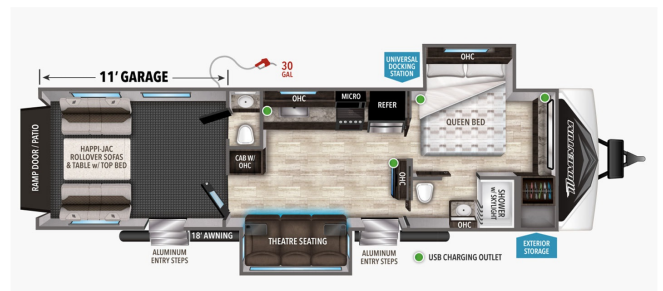 11' GARAGE
30
GAL
UNIVERSAL
DOCKING
STATION
OHC
OHC
MICRO
REFER
QUEEN BED
RAMP DOOR / PATIO
HAPPI-JAC
ROLLOVER SOFAS
& TABLE w/ TOP BED
CAB W/
OHC
OHC
MOMENTUM
SHOWER
w/ SKYLIGHT
OHC
18' AWNING
THEATRE SEATING
ALUMINUM
ENTRY STEPS
ALUMINUM
ENTRY STEPS
USB CHARGING OUTLET
EXTERIOR
STORAGE